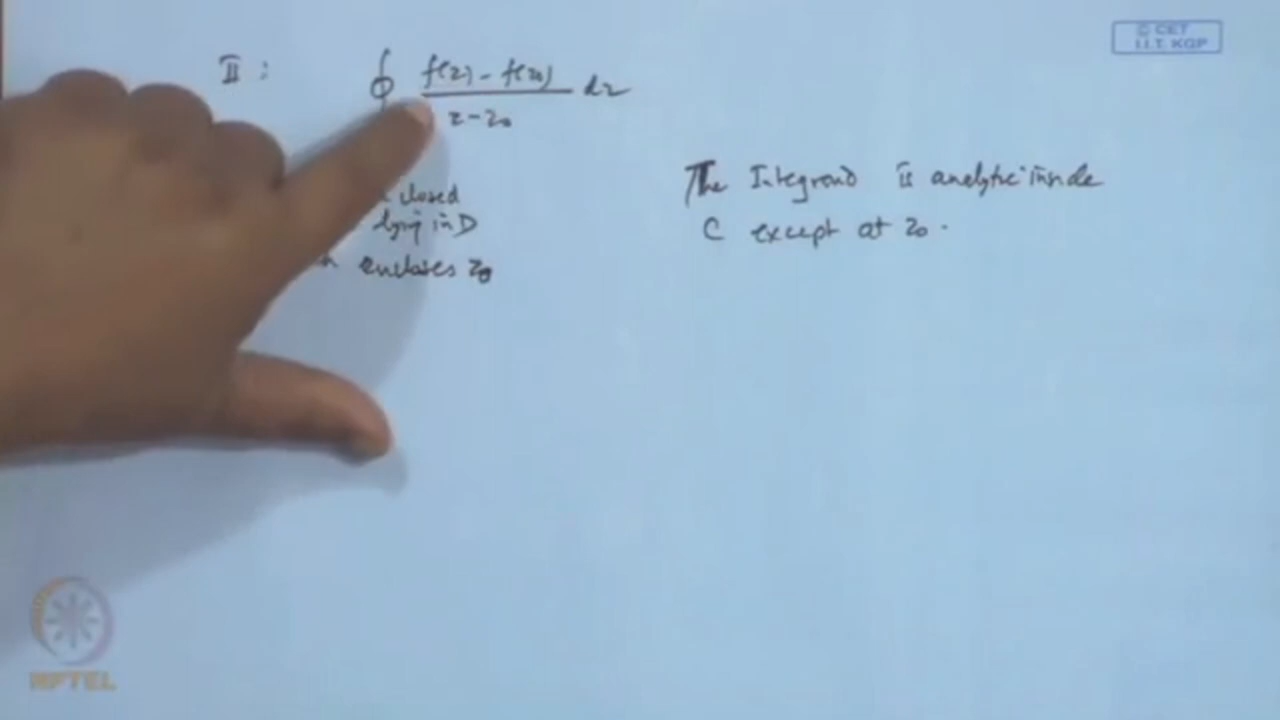 © CET
I.I.T. KGP
II : ∮ f(z) - f(z0) dz
z - z0
closed
lying in D
encloses z0
The Integrand is analytic inside
C except at z0.
NPTEL